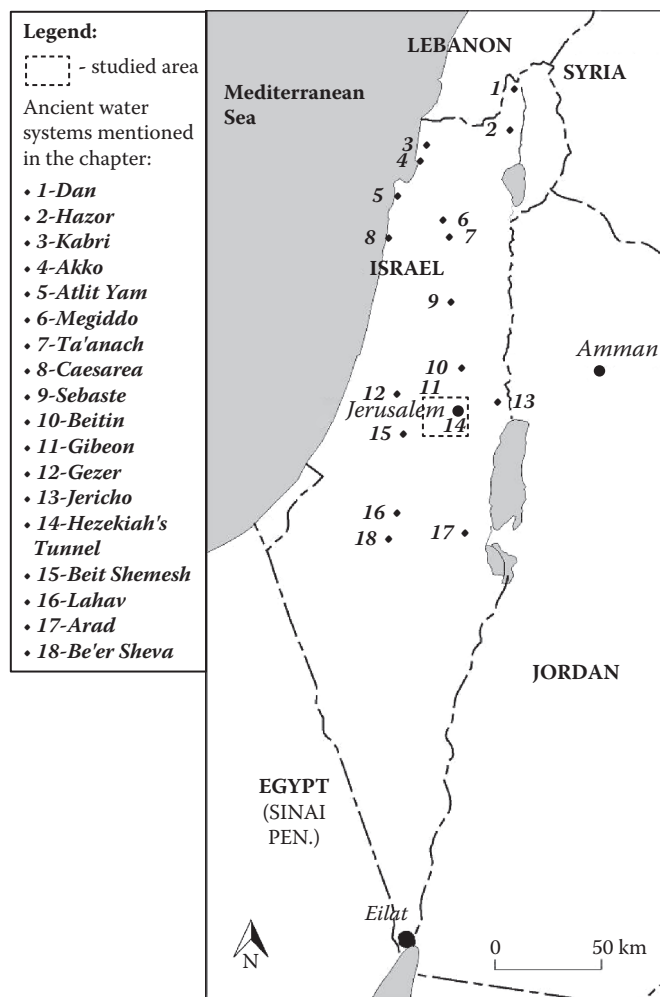 Legend:
- studied area
Ancient water
systems mentioned
in the chapter:
1-Dan
2-Hazor
3-Kabri
4-Akko
5-Atlit Yam
6-Megiddo
7-Ta'anach
8-Caesarea
9-Sebaste
10-Beitin
11-Gibeon
12-Gezer
13-Jericho
14-Hezekiah's
Tunnel
15-Beit Shemesh
16-Lahav
17-Arad
18-Be'er Sheva
LEBANON
SYRIA
Mediterranean
Sea
1
2
3
4
5
6
7
8
ISRAEL
9
Amman
10
11
12
13
Jerusalem
14
15
16
17
18
JORDAN
EGYPT
(SINAI
PEN.)
Eilat
N
0 50 km